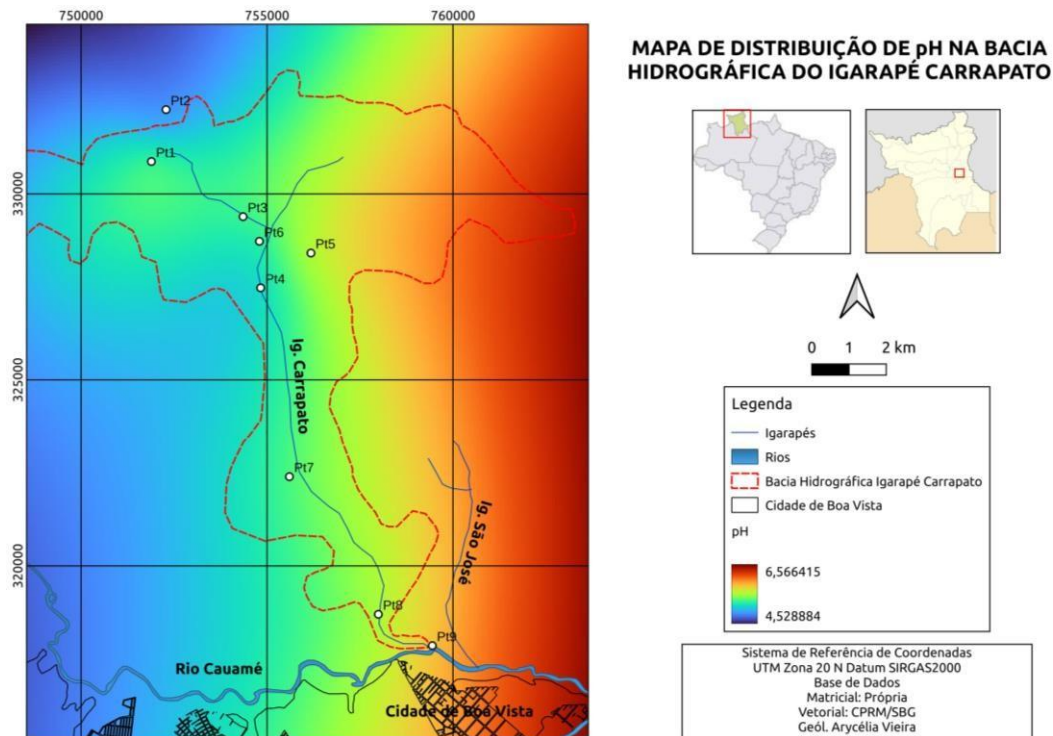 750000
755000
760000
330000
325000
320000
Pt2
Pt1
Pt3
Pt6
Pt5
Pt4
Ig. Carrapato
Pt7
Ig. São José
Pt8
Pt9
Rio Cauamé
Cidade de Boa Vista
MAPA DE DISTRIBUIÇÃO DE pH NA BACIA
HIDROGRÁFICA DO IGARAPÉ CARRAPATO
0 1 2 km
Legenda
Igarapés
Rios
Bacia Hidrográfica Igarapé Carrapato
Cidade de Boa Vista
pH
6,566415
4,528884
Sistema de Referência de Coordenadas
UTM Zona 20 N Datum SIRGAS2000
Base de Dados
Matricial: Própria
Vetorial: CPRM/SBG
Geól. Arycélia Vieira